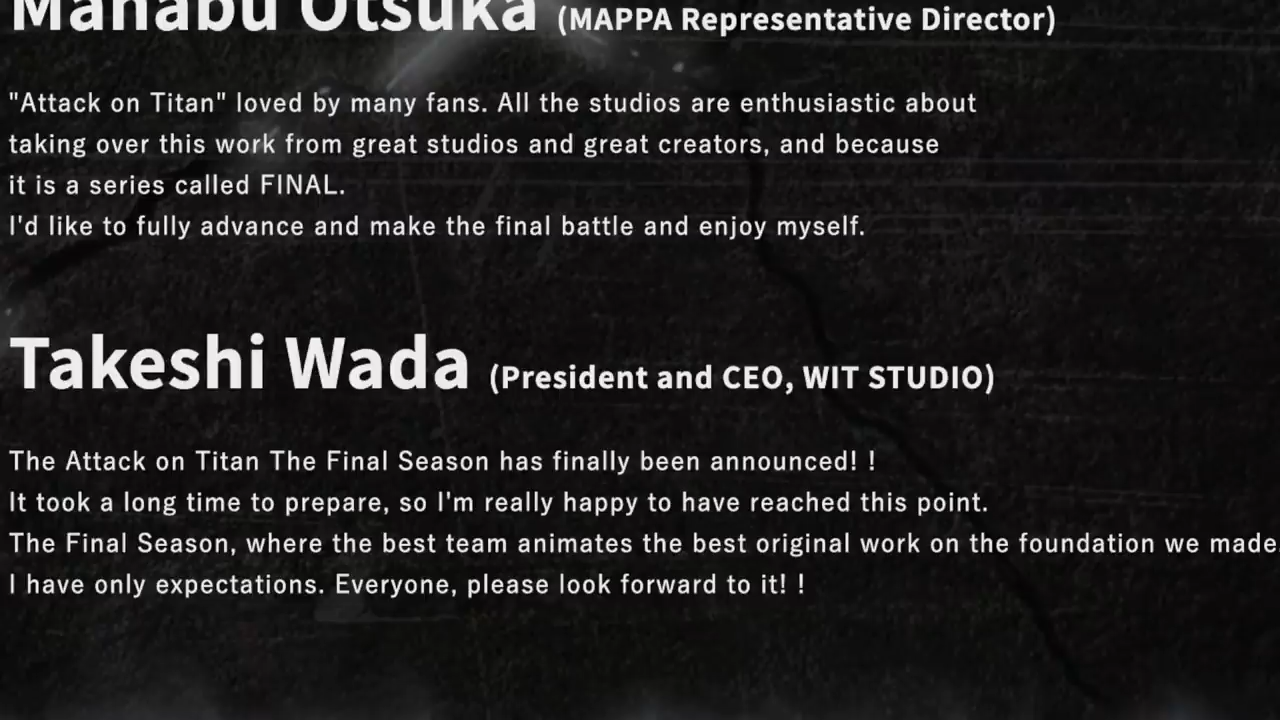 Manabu Otsuka (MAPPA Representative Director)
"Attack on Titan" loved by many fans. All the studios are enthusiastic about
taking over this work from great studios and great creators, and because
it is a series called FINAL.
I'd like to fully advance and make the final battle and enjoy myself.
Takeshi Wada (President and CEO, WIT STUDIO)
The Attack on Titan The Final Season has finally been announced! !
It took a long time to prepare, so I'm really happy to have reached this point.
The Final Season, where the best team animates the best original work on the foundation we made
I have only expectations. Everyone, please look forward to it! !